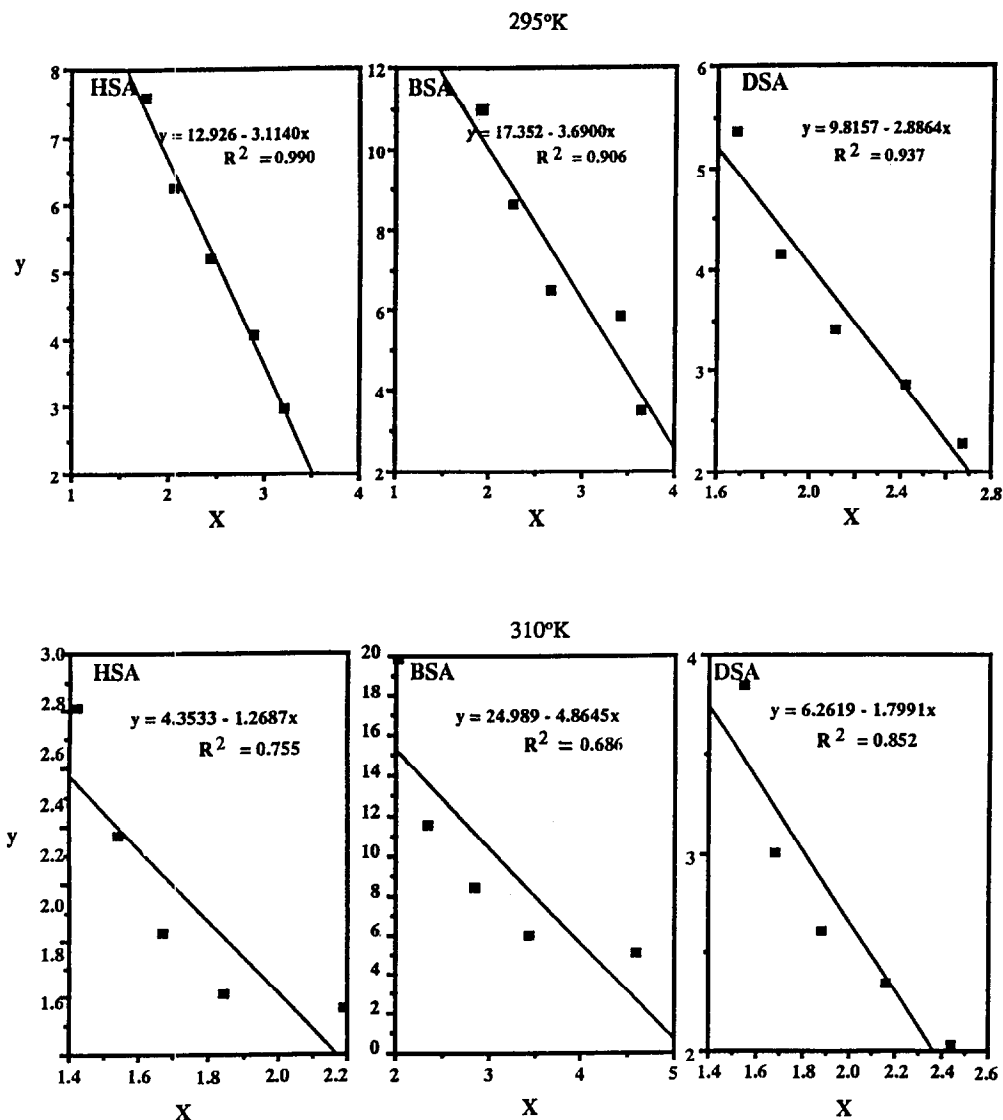 295°K
HSA
y = 12.926 - 3.1140x
R² = 0.990
8
7
6
5
4
3
2
1
2
3
4
y
X
BSA
y = 17.352 - 3.6900x
R² = 0.906
12
10
8
6
4
2
1
2
3
4
X
DSA
y = 9.8157 - 2.8864x
R² = 0.937
6
5
4
3
2
1.6
2.0
2.4
2.8
X
310°K
HSA
y = 4.3533 - 1.2687x
R² = 0.755
3.0
2.8
2.6
2.4
2.2
2.0
1.8
1.6
1.4
1.6
1.8
2.0
2.2
y
X
BSA
y = 24.989 - 4.8645x
R² = 0.686
20
18
16
14
12
10
8
6
4
2
0
2
3
4
5
X
DSA
y = 6.2619 - 1.7991x
R² = 0.852
4
3
2
1.4
1.6
1.8
2.0
2.2
2.4
2.6
X